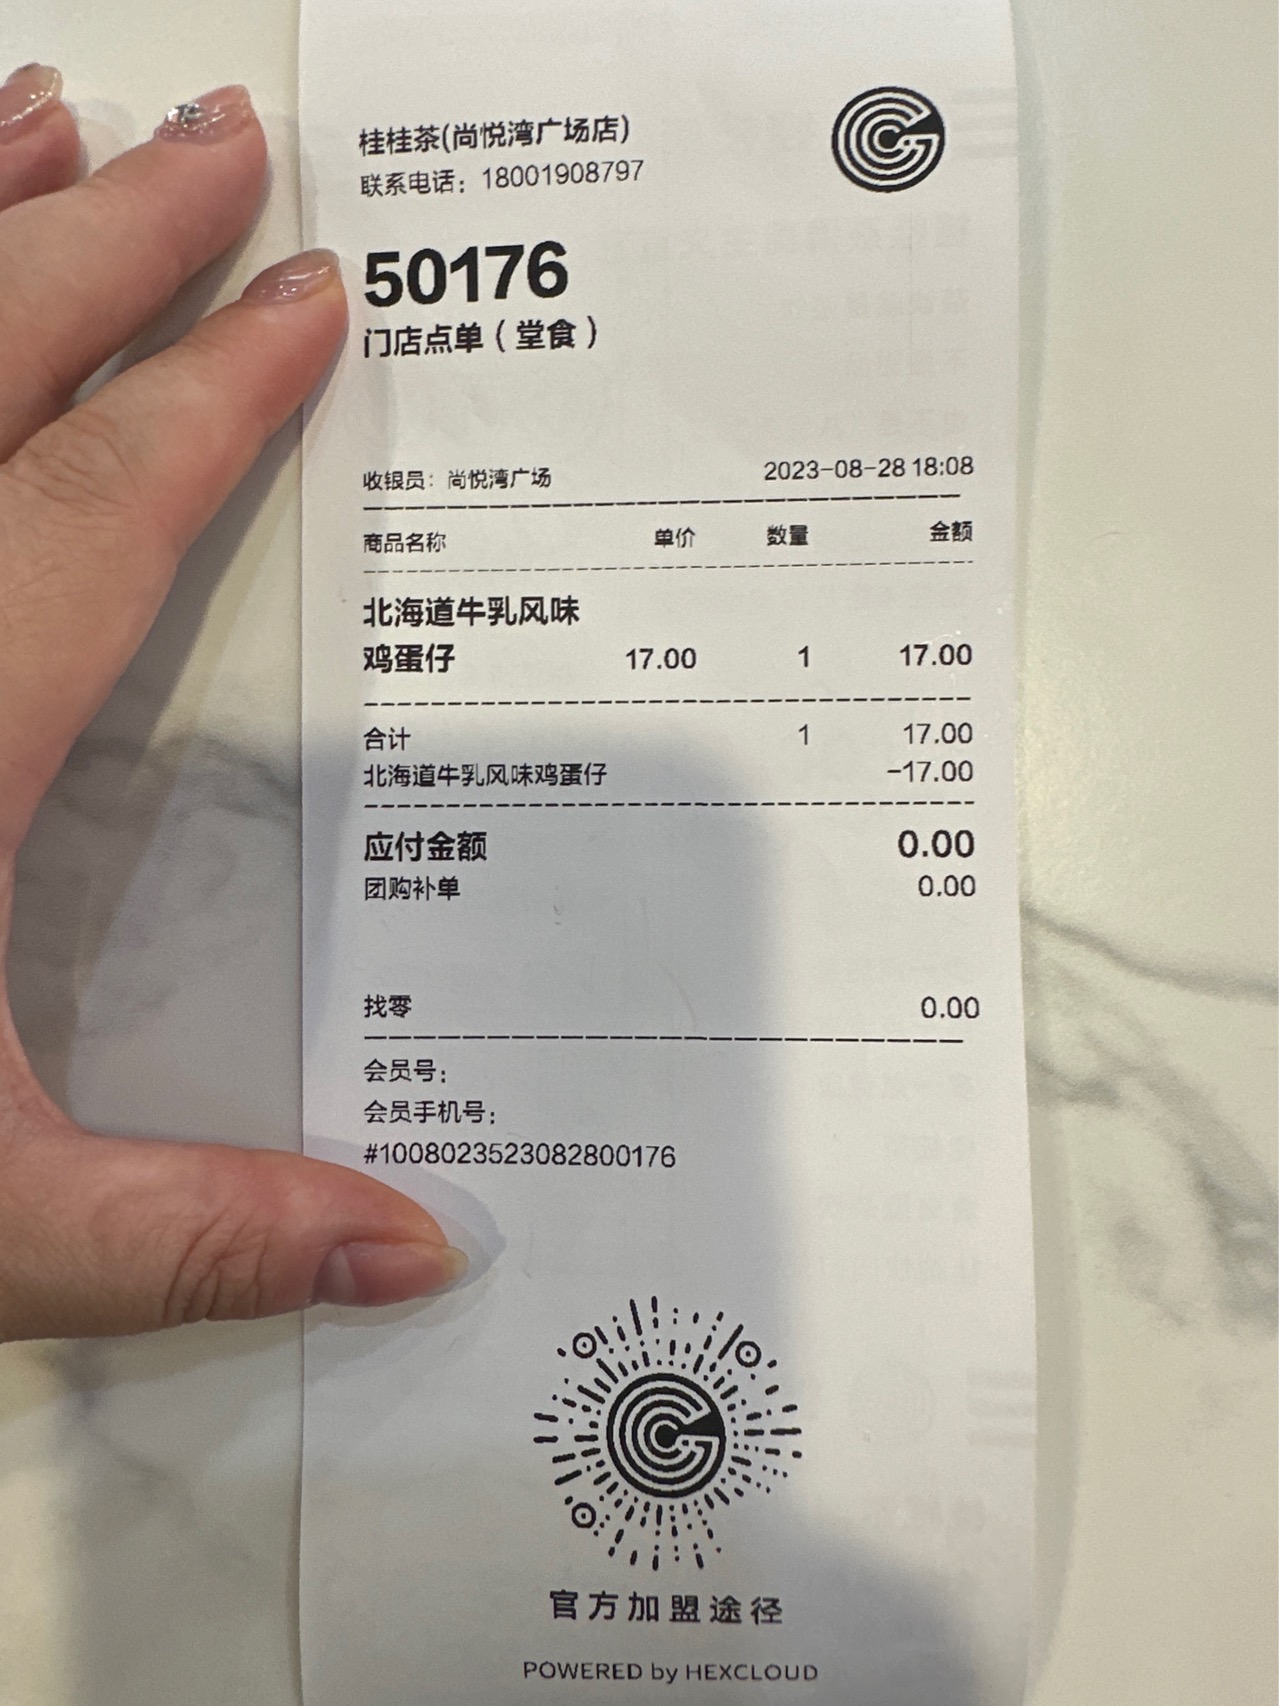 桂桂茶(尚悦湾广场店)
联系电话：18001908797
50176
门店点单（堂食）
收银员：尚悦湾广场 2023-08-28 18:08
商品名称 单价 数量 金额
北海道牛乳风味
鸡蛋仔 17.00 1 17.00
合计 1 17.00
北海道牛乳风味鸡蛋仔 -17.00
应付金额 0.00
团购补单 0.00
找零 0.00
会员号：
会员手机号：
#1008023523082800176
官方加盟途径
POWERED by HEXCLOUD